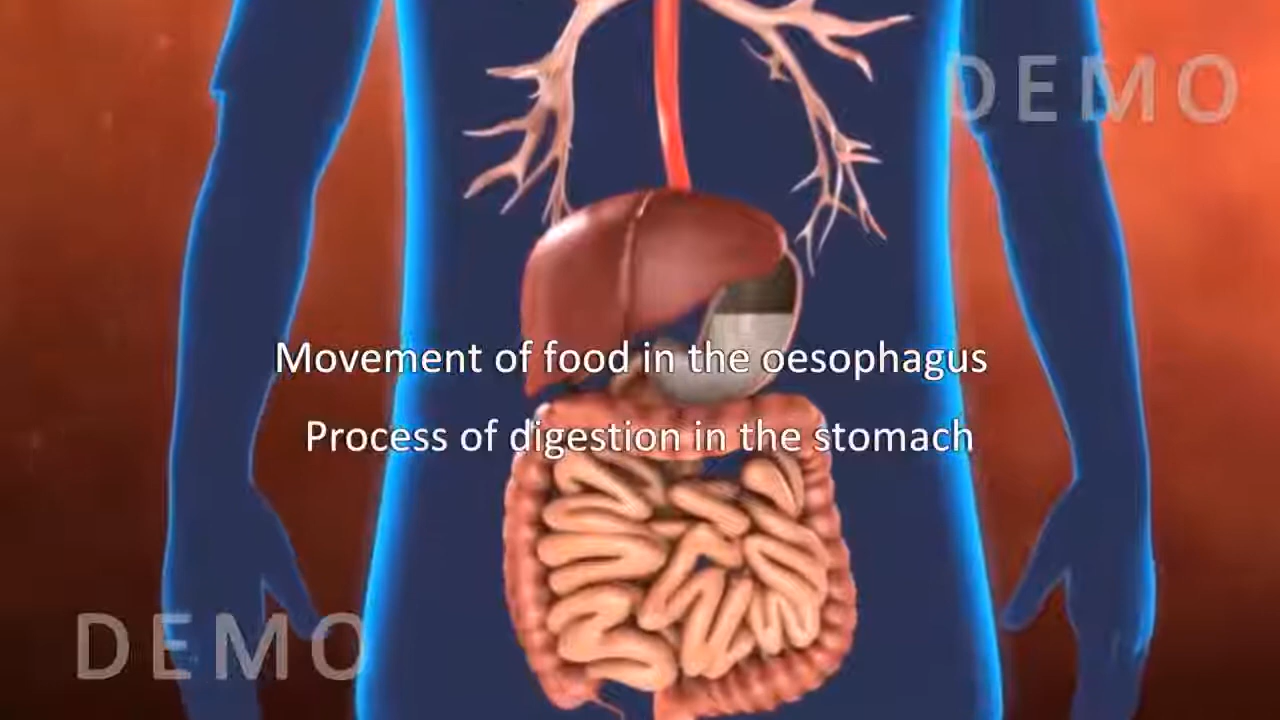 DEMO
Movement of food in the oesophagus
Process of digestion in the stomach
DEMO